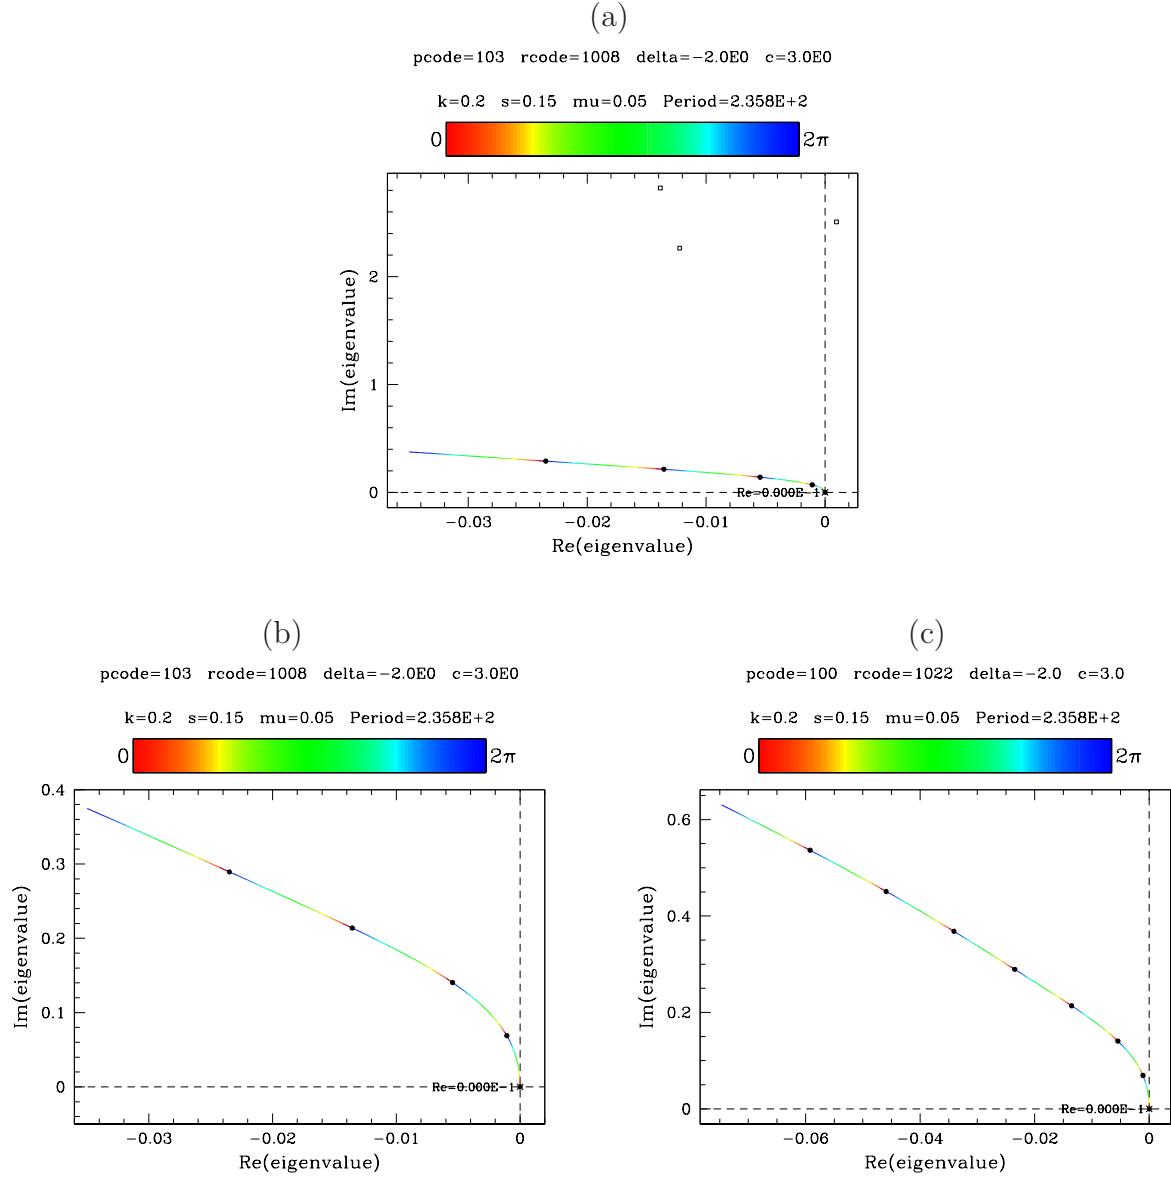 (a)
pcode=103 rcode=1008 delta=−2.0E0 c=3.0E0
k=0.2 s=0.15 mu=0.05 Period=2.358E+2
0 2π
2
1
0
Im(eigenvalue)
Re=0.000E−1
−0.03 −0.02 −0.01 0
Re(eigenvalue)
(b)
pcode=103 rcode=1008 delta=−2.0E0 c=3.0E0
k=0.2 s=0.15 mu=0.05 Period=2.358E+2
0 2π
0.4
0.3
0.2
0.1
0
Im(eigenvalue)
Re=0.000E−1
−0.03 −0.02 −0.01 0
Re(eigenvalue)
(c)
pcode=100 rcode=1022 delta=−2.0 c=3.0
k=0.2 s=0.15 mu=0.05 Period=2.358E+2
0 2π
0.6
0.4
0.2
0
Im(eigenvalue)
Re=0.000E−1
−0.06 −0.04 −0.02 0
Re(eigenvalue)